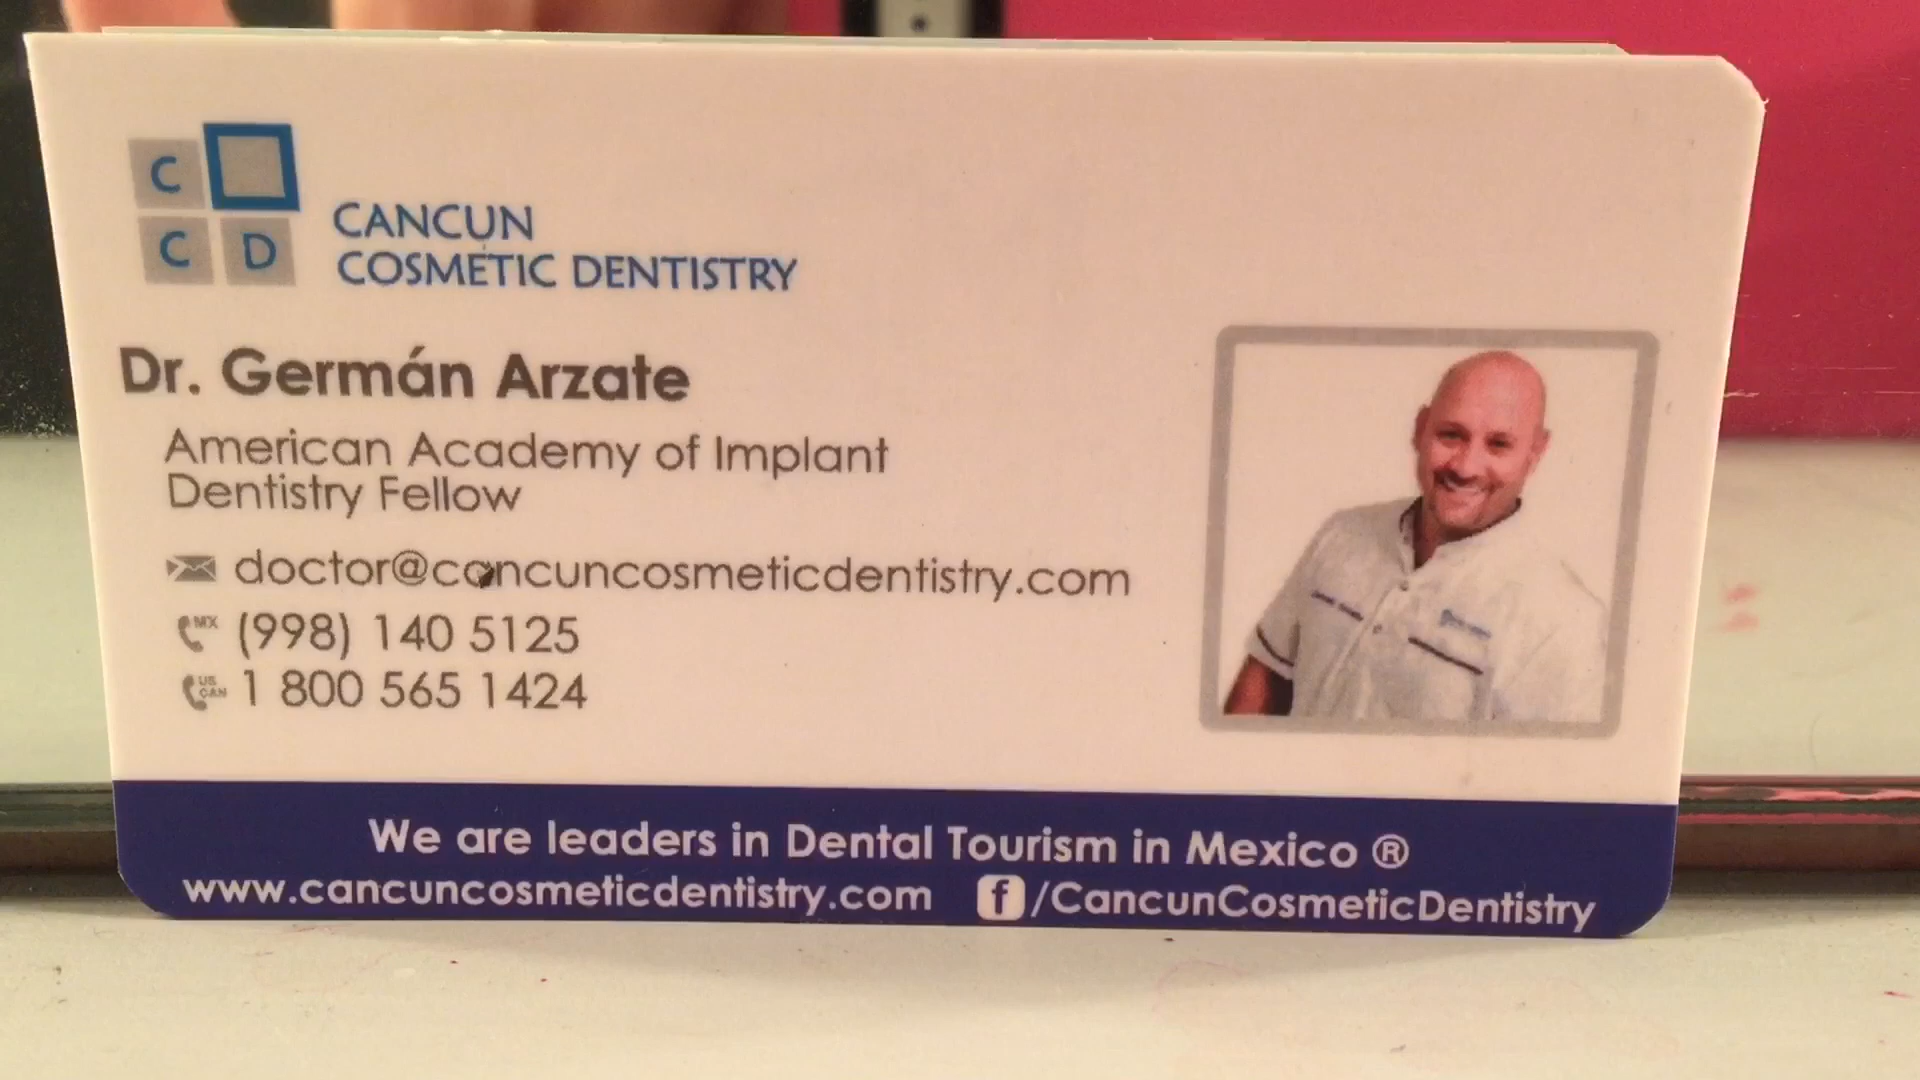 C
C D
CANCUN
COSMETIC DENTISTRY
Dr. Germán Arzate
American Academy of Implant
Dentistry Fellow
doctor@cancuncosmeticdentistry.com
MX (998) 140 5125
US CAN 1 800 565 1424
We are leaders in Dental Tourism in Mexico ®
www.cancuncosmeticdentistry.com f /CancunCosmeticDentistry